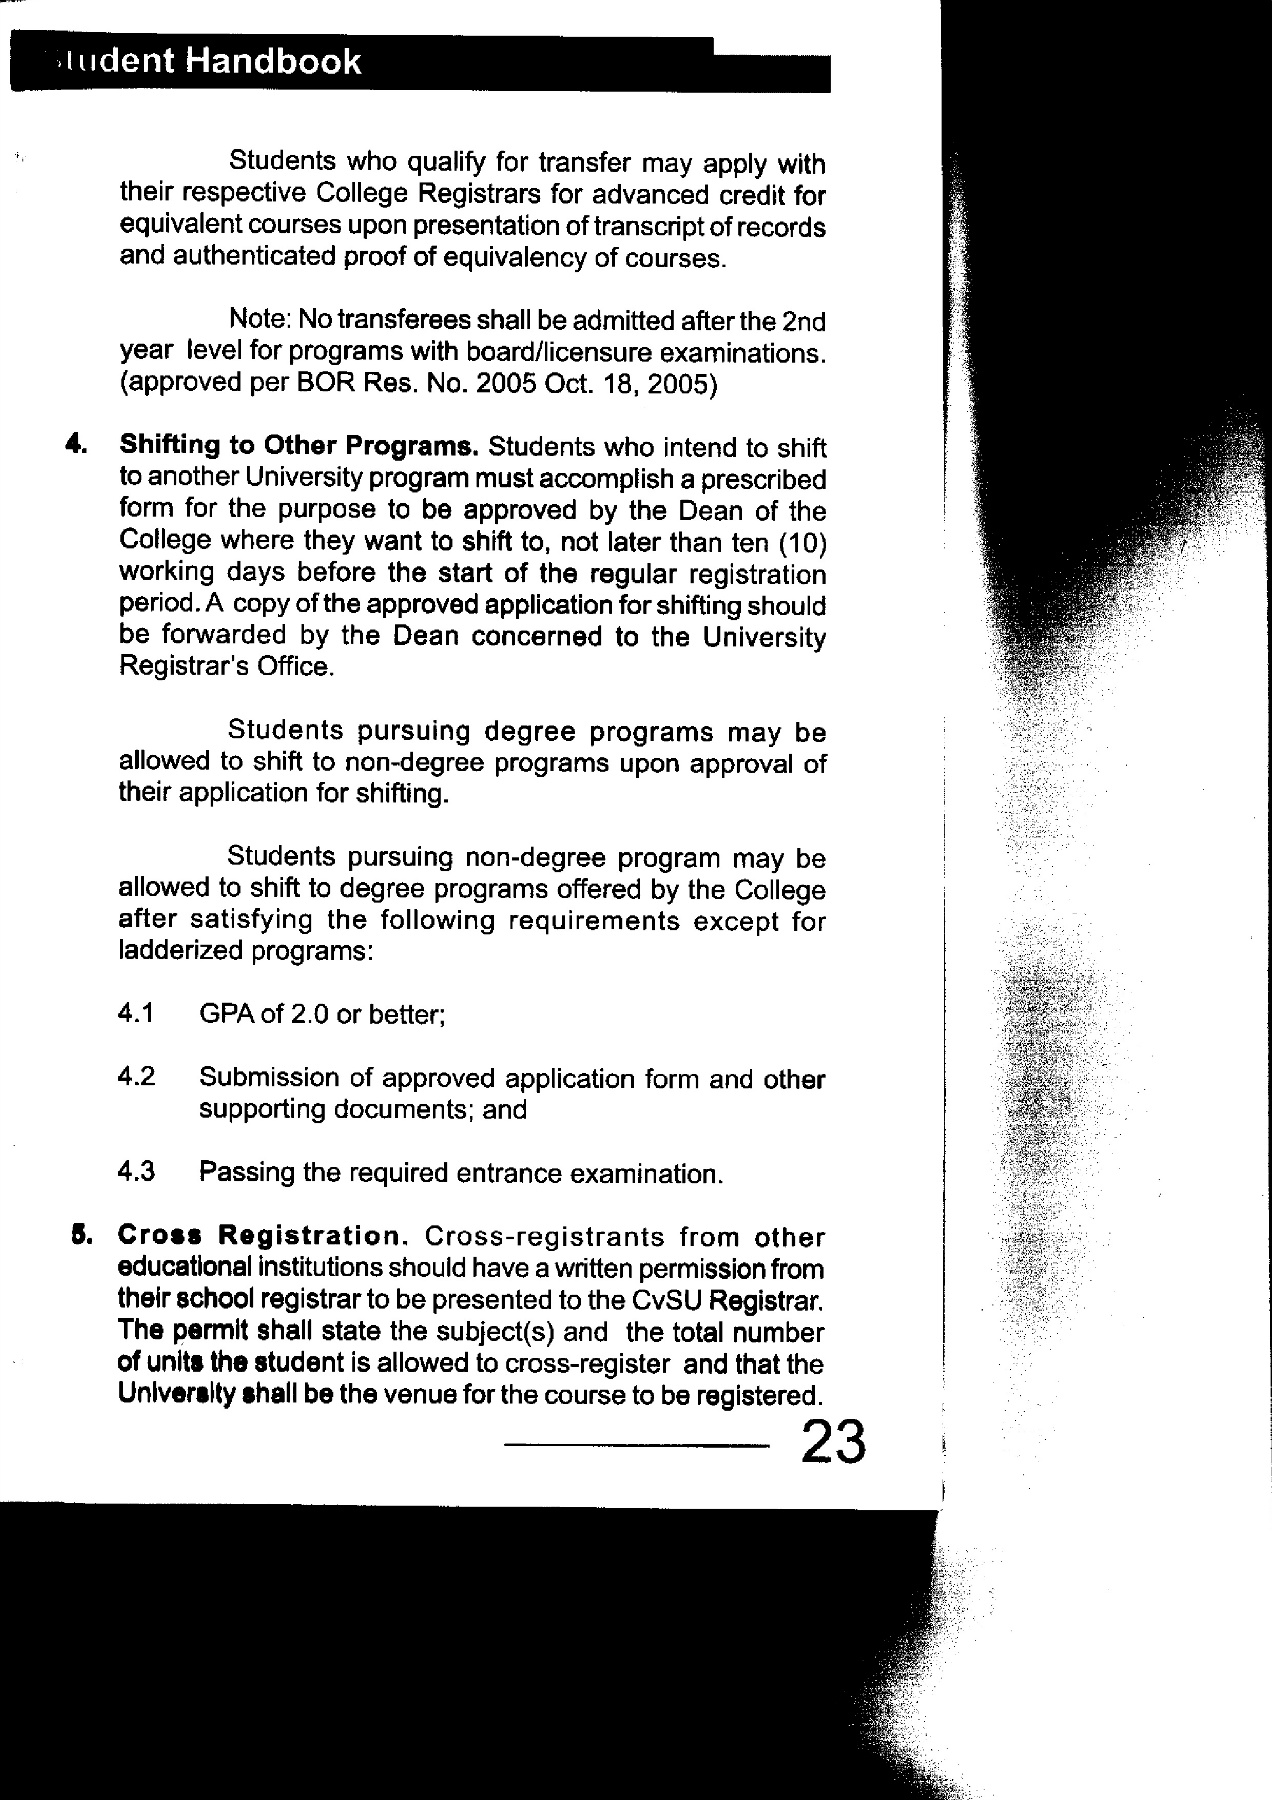 Student Handbook
Students who qualify for transfer may apply with
their respective College Registrars for advanced credit for
equivalent courses upon presentation of transcript of records
and authenticated proof of equivalency of courses.
Note: No transferees shall be admitted after the 2nd
year level for programs with board/licensure examinations.
(approved per BOR Res. No. 2005 Oct. 18, 2005)
4. Shifting to Other Programs. Students who intend to shift
to another University program must accomplish a prescribed
form for the purpose to be approved by the Dean of the
College where they want to shift to, not later than ten (10)
working days before the start of the regular registration
period. A copy of the approved application for shifting should
be forwarded by the Dean concerned to the University
Registrar's Office.
Students pursuing degree programs may be
allowed to shift to non-degree programs upon approval of
their application for shifting.
Students pursuing non-degree program may be
allowed to shift to degree programs offered by the College
after satisfying the following requirements except for
ladderized programs:
4.1 GPA of 2.0 or better;
4.2 Submission of approved application form and other
supporting documents; and
4.3 Passing the required entrance examination.
5. Cross Registration. Cross-registrants from other
educational institutions should have a written permission from
their school registrar to be presented to the CvSU Registrar.
The permit shall state the subject(s) and the total number
of units the student is allowed to cross-register and that the
University shall be the venue for the course to be registered.
23